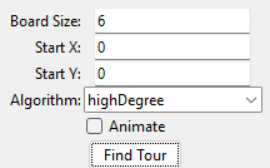 Board Size: 6
Start X: 0
Start Y: 0
Algorithm: highDegree
Animate
Find Tour